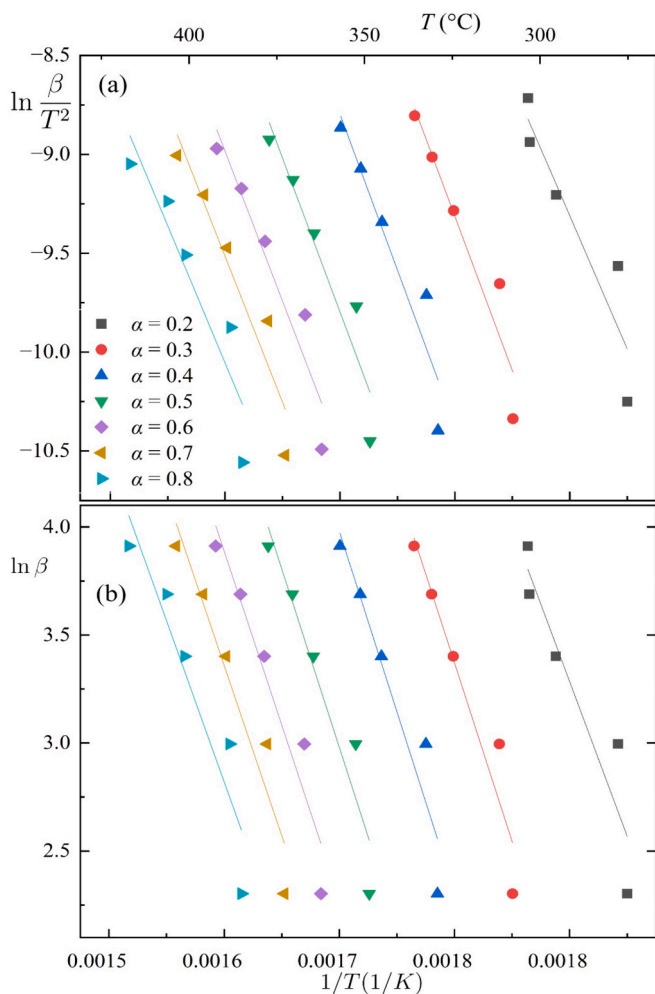 T (°C)
400 350 300
−8.5
(a)
ln β/T²
−9.0
−9.5
−10.0
−10.5
α = 0.2
α = 0.3
α = 0.4
α = 0.5
α = 0.6
α = 0.7
α = 0.8
4.0
ln β
(b)
3.5
3.0
2.5
0.0015 0.0016 0.0017 0.0018 0.0018
1/T(1/K)